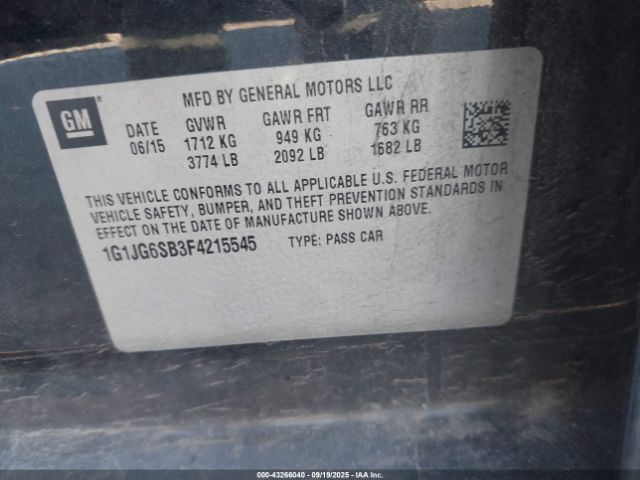 GM
MFD BY GENERAL MOTORS LLC
DATE GVWR GAWR FRT GAWR RR
06/15 1712 KG 949 KG 763 KG
3774 LB 2092 LB 1682 LB
THIS VEHICLE CONFORMS TO ALL APPLICABLE U.S. FEDERAL MOTOR
VEHICLE SAFETY, BUMPER, AND THEFT PREVENTION STANDARDS IN
EFFECT ON THE DATE OF MANUFACTURE SHOWN ABOVE.
1G1JG6SB3F4215545 TYPE: PASS CAR
000-43266040 - 09/19/2025 - IAA Inc.